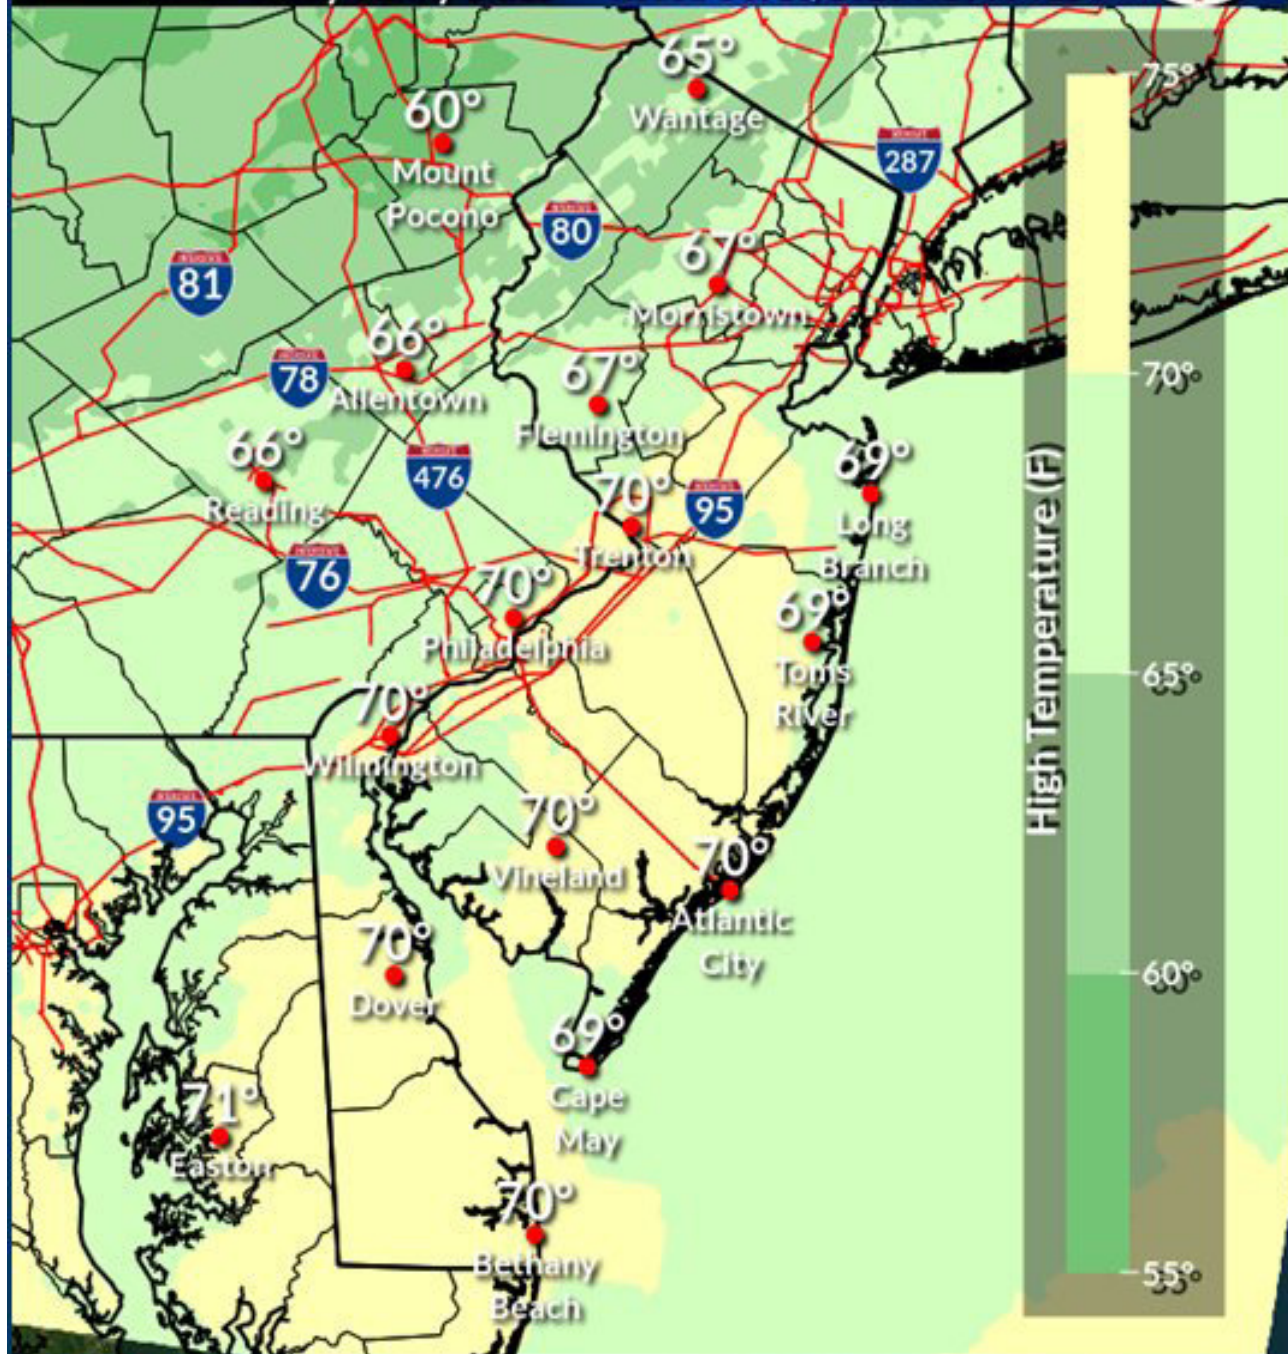 65°
Wantage
75°
60°
Mount
Pocono
287
80
67°
Morristown
81
66°
Allentown
78
67°
Flemington
70°
66°
Reading
476
69°
Long
Branch
70°
Trenton
95
High Temperature (F)
76
70°
Philadelphia
69°
Toms
River
65°
70°
Wilmington
95
70°
Vineland
70°
Atlantic
City
70°
Dover
60°
69°
Cape
May
71°
Easton
70°
Bethany
Beach
55°